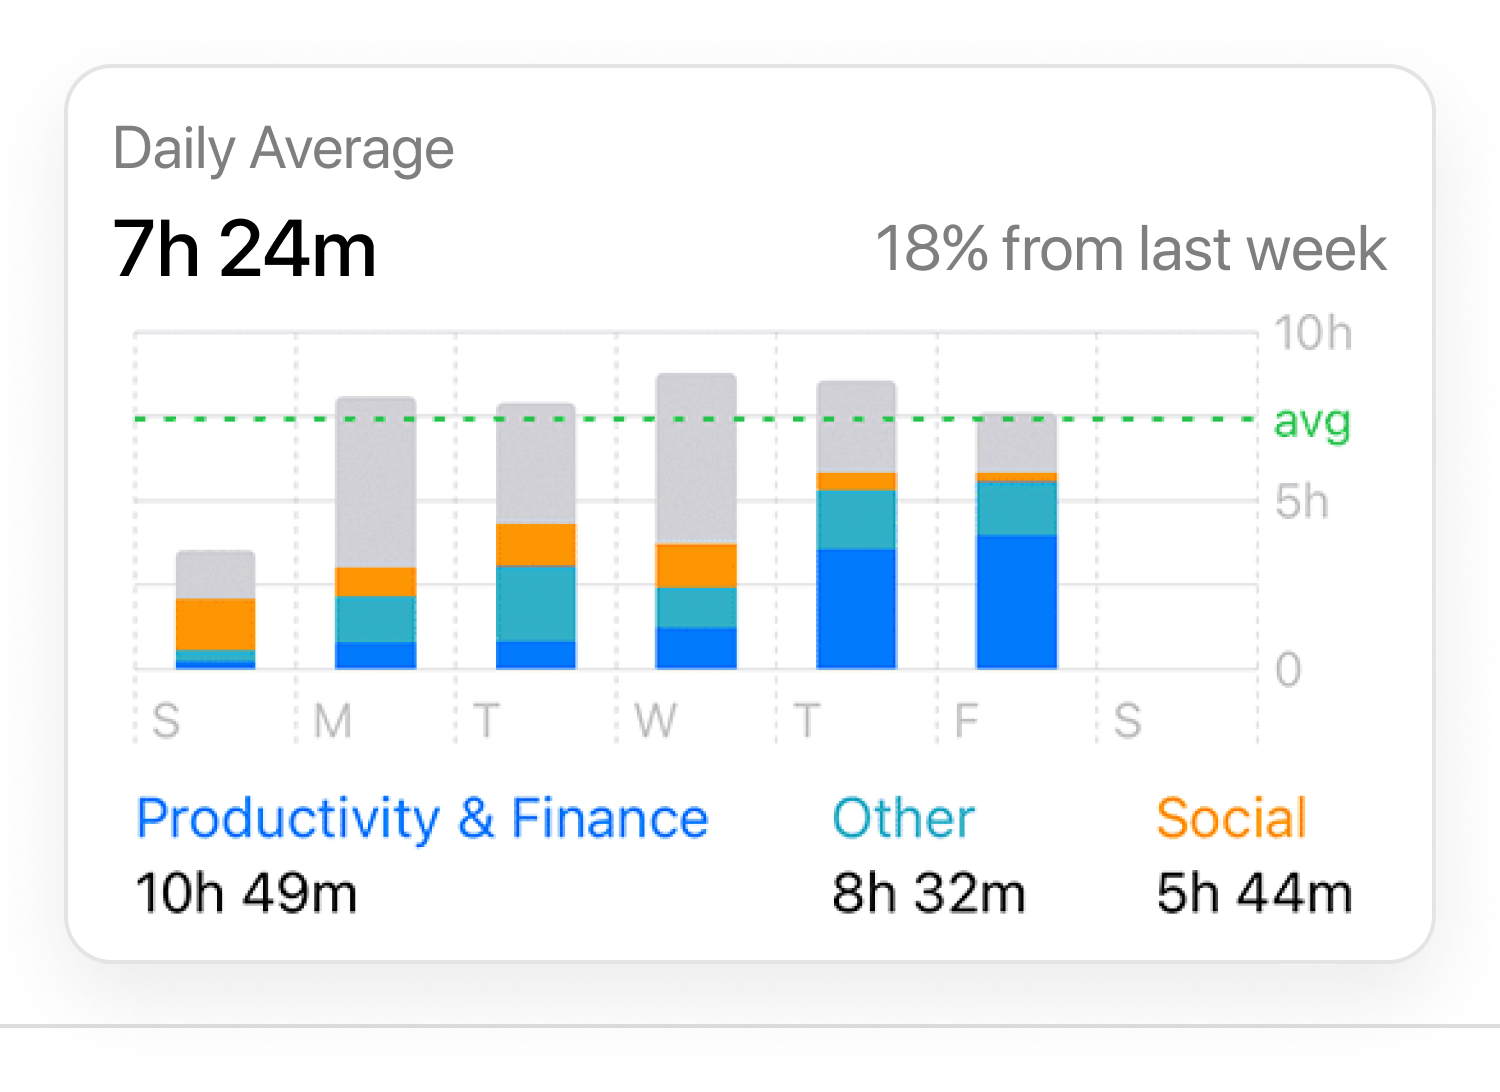 Daily Average
7h 24m
18% from last week
10h
avg
5h
0
S M T W T F S
Productivity & Finance Other Social
10h 49m 8h 32m 5h 44m